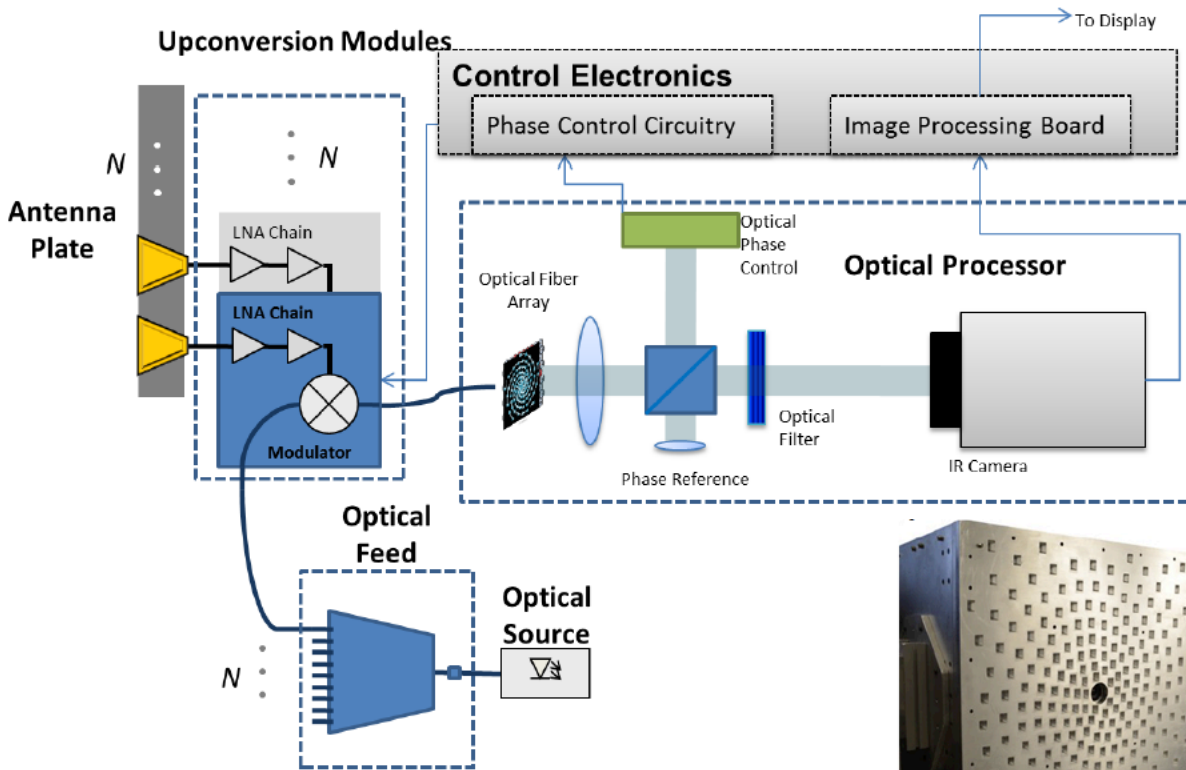 To Display
Upconversion Modules
Control Electronics
Phase Control Circuitry
Image Processing Board
N
N
Antenna
Plate
LNA Chain
LNA Chain
Modulator
Optical
Phase
Control
Optical Processor
Optical Fiber
Array
Optical
Filter
IR Camera
Phase Reference
Optical
Feed
Optical
Source
N